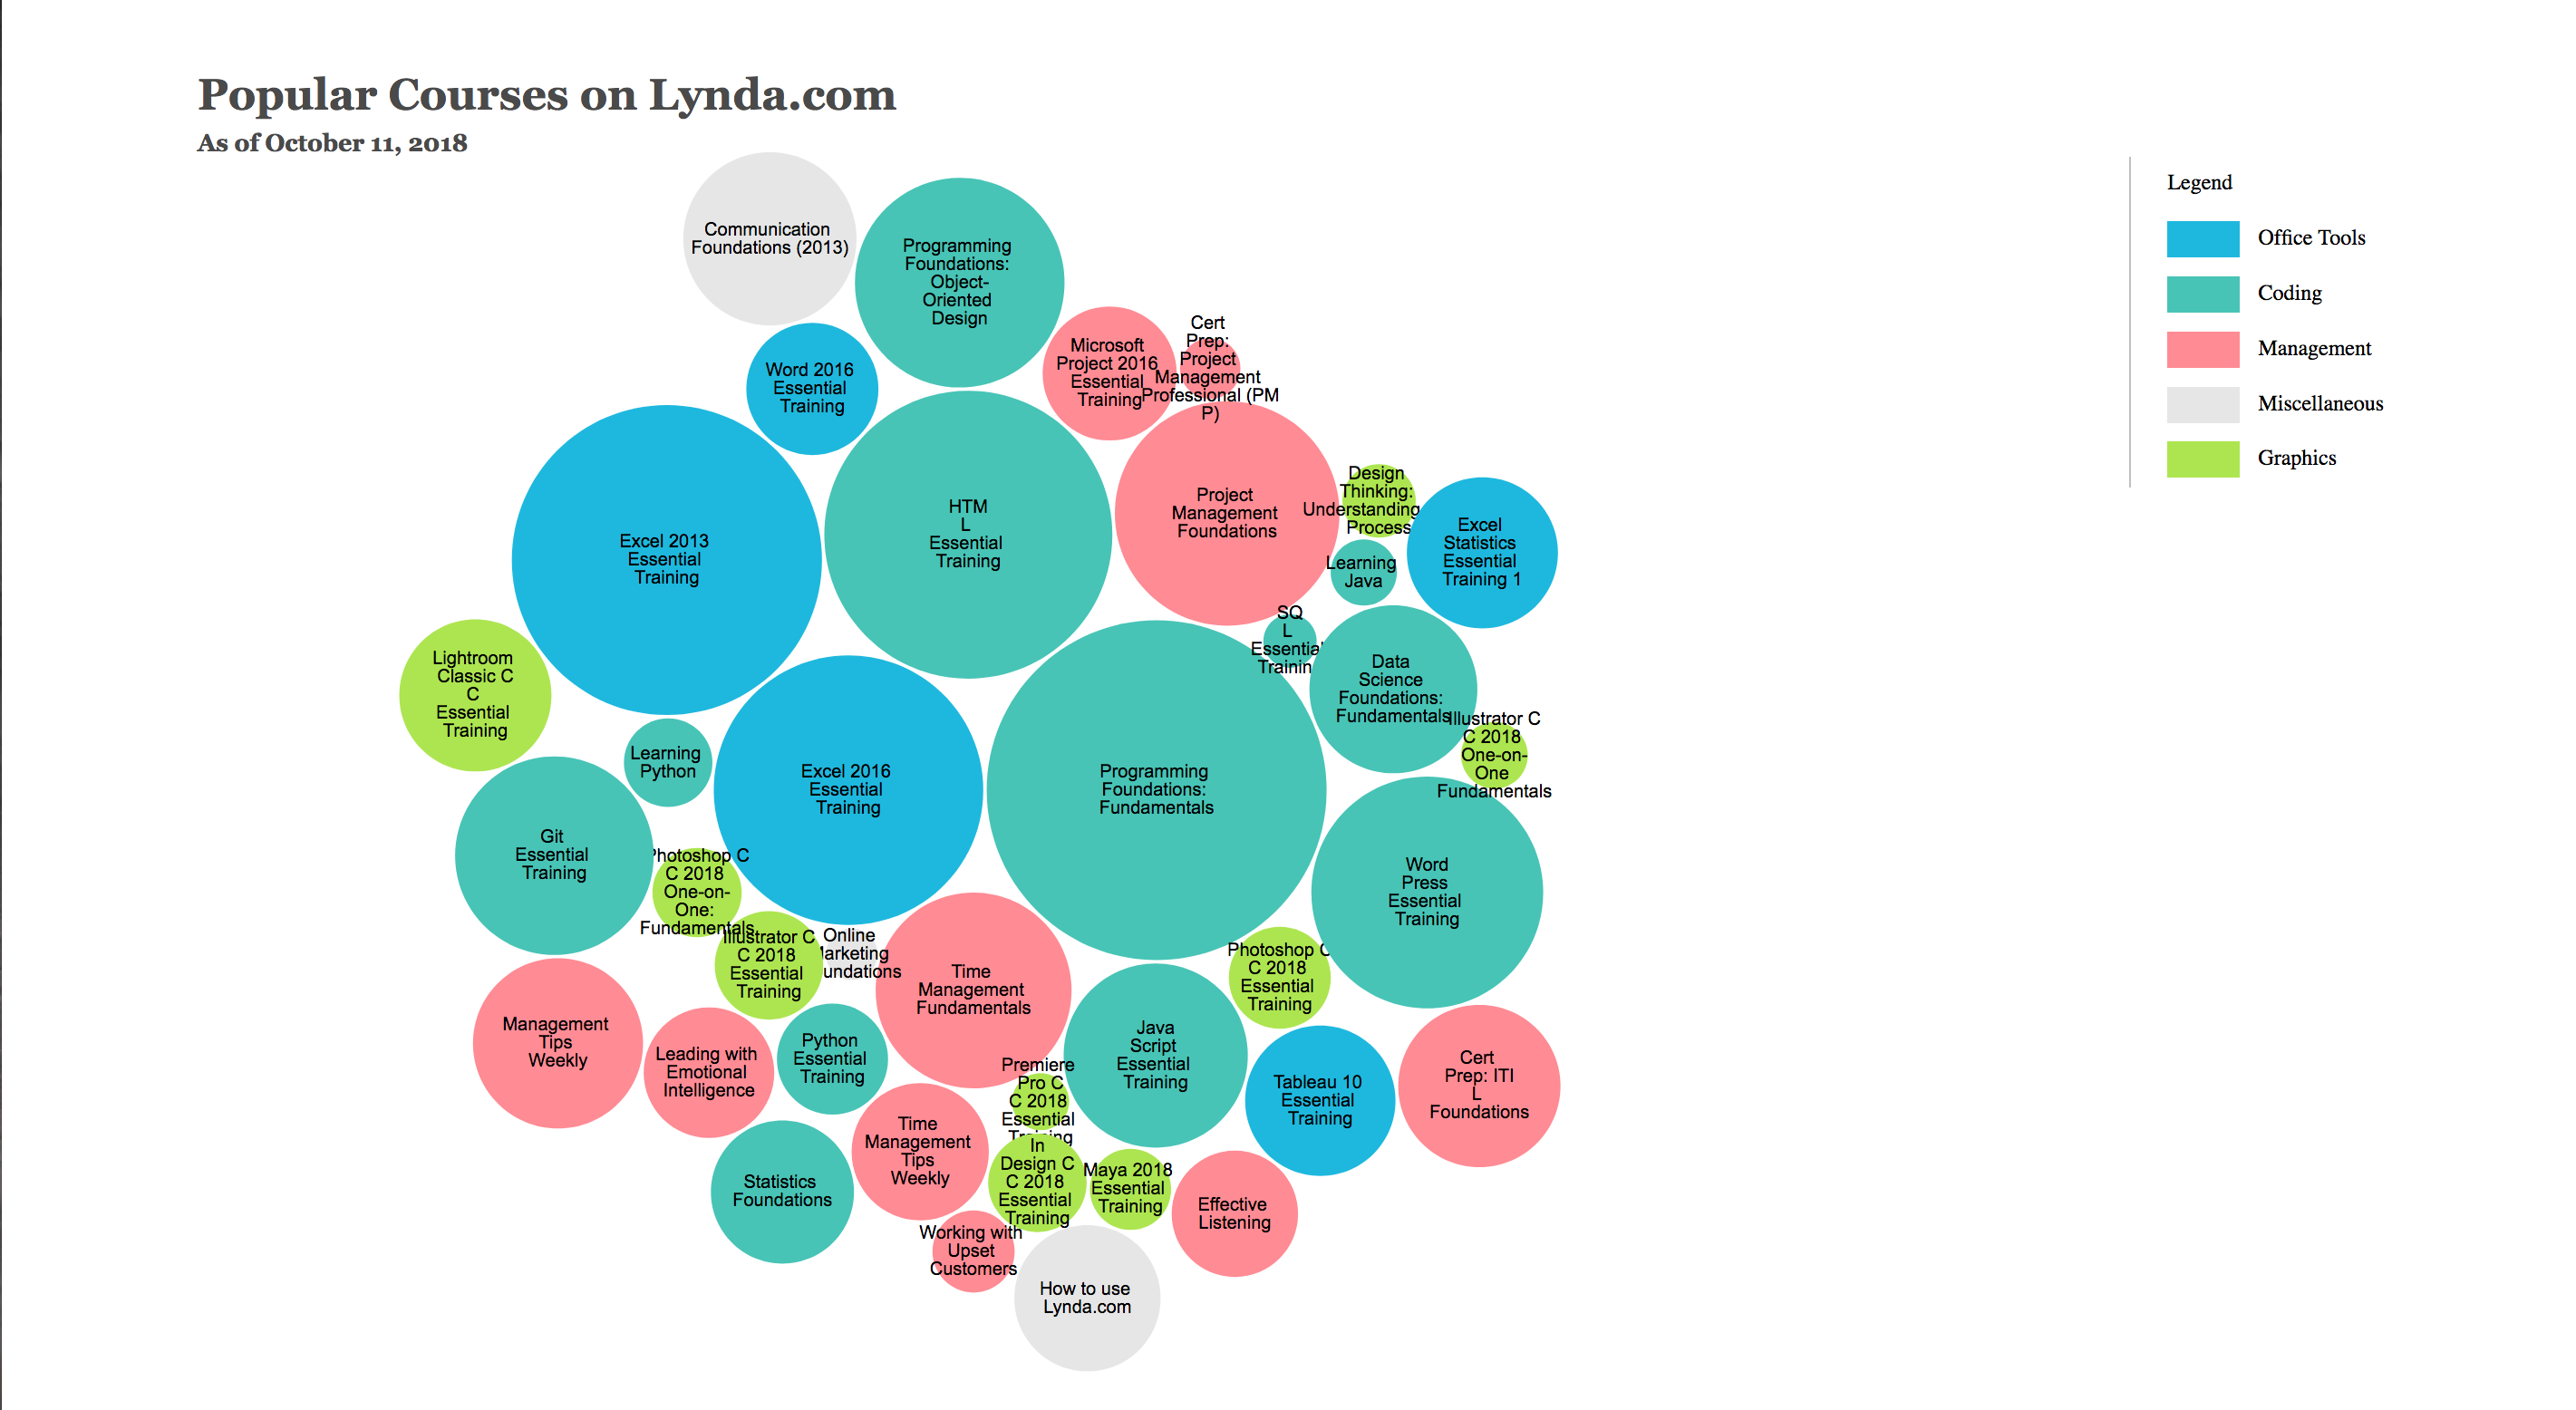 Popular Courses on Lynda.com
As of October 11, 2018
Legend
Office Tools
Coding
Management
Miscellaneous
Graphics
Communication
Foundations (2013)
Programming
Foundations:
Object-
Oriented
Design
Word 2016
Essential
Training
Microsoft
Project 2016
Essential
Training
Cert
Prep:
Project
Management
Professional (PM
P)
Excel 2013
Essential
Training
HTM
L
Essential
Training
Project
Management
Foundations
Design
Thinking:
Understanding
Process
Learning
Java
Excel
Statistics
Essential
Training 1
SQ
L
Essential
Trainin
Data
Science
Foundations:
Fundamentals
Illustrator C
C 2018
One-on-
One
Fundamentals
Lightroom
Classic C
C
Essential
Training
Learning
Python
Excel 2016
Essential
Training
Programming
Foundations:
Fundamentals
Git
Essential
Training
Photoshop C
C 2018
One-on-
One:
Fundamentals
Word
Press
Essential
Training
Illustrator C
C 2018
Essential
Training
Online
arketing
undations
Time
Management
Fundamentals
Photoshop C
C 2018
Essential
Training
Management
Tips
Weekly
Leading with
Emotional
Intelligence
Python
Essential
Training
Java
Script
Essential
Training
Premiere
Pro C
C 2018
Essential
Training
Tableau 10
Essential
Training
Cert
Prep: ITI
L
Foundations
Time
Management
Tips
Weekly
In
Design C
C 2018
Essential
Training
Maya 2018
Essential
Training
Statistics
Foundations
Effective
Listening
Working with
Upset
Customers
How to use
Lynda.com